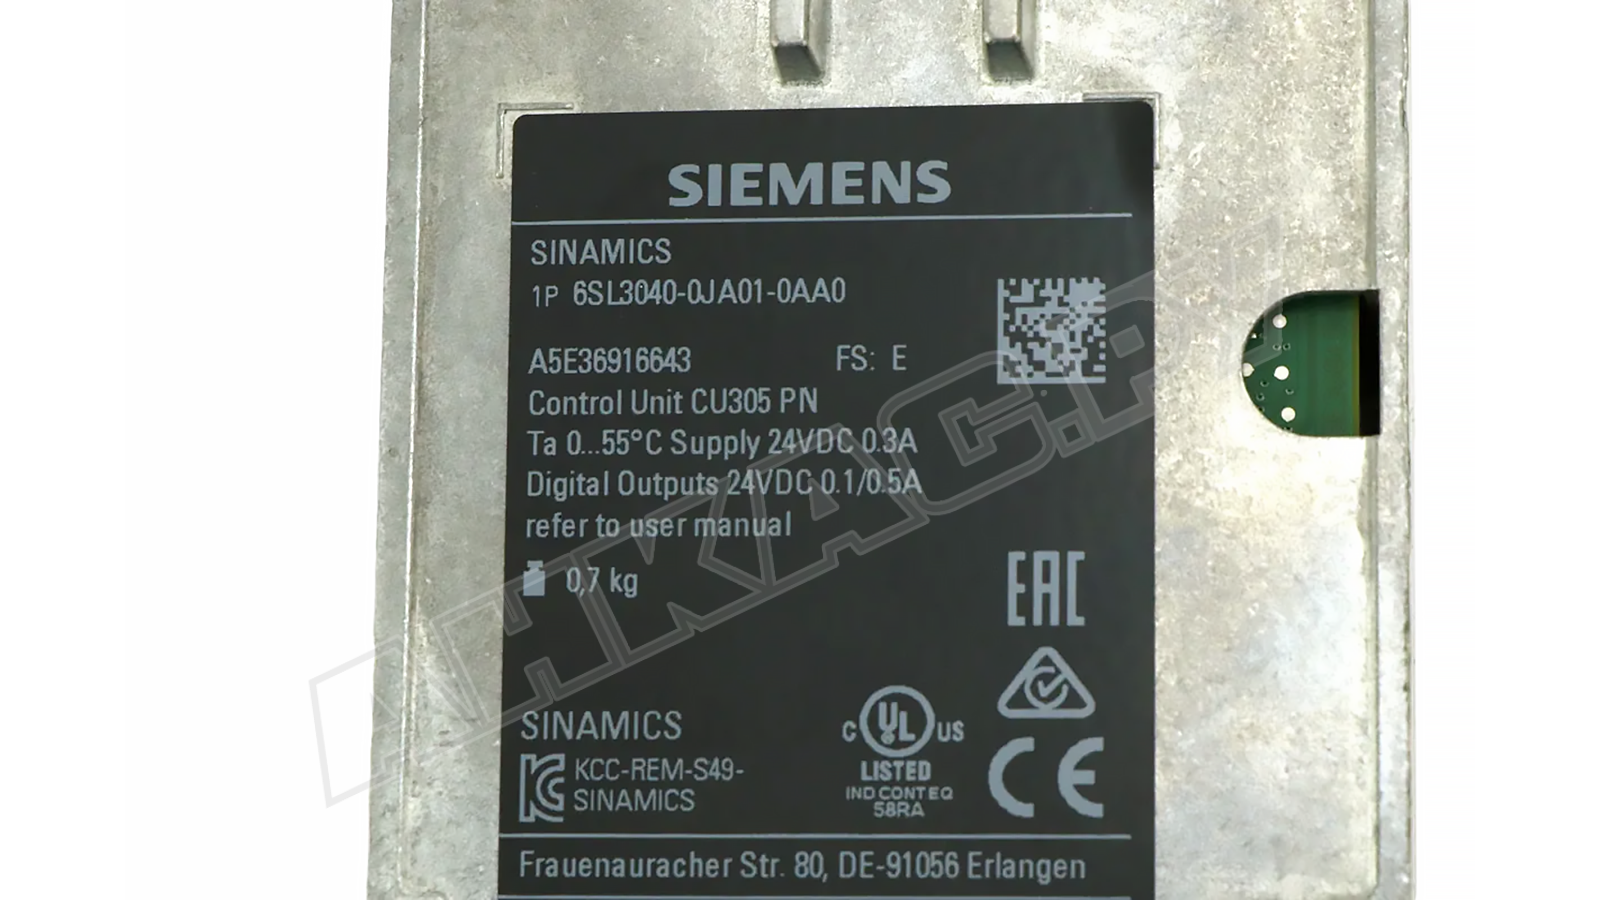 SIEMENS
SINAMICS
1P 6SL3040-0JA01-0AA0
A5E36916643 FS: E
Control Unit CU305 PN
Ta 0...55°C Supply 24VDC 0.3A
Digital Outputs 24VDC 0.1/0.5A
refer to user manual
0,7 kg
EAC
SINAMICS
C UL US
LISTED
IND CONT EQ
58RA
KCC-REM-S49-
SINAMICS
CE
Frauenauracher Str. 80, DE-91056 Erlangen